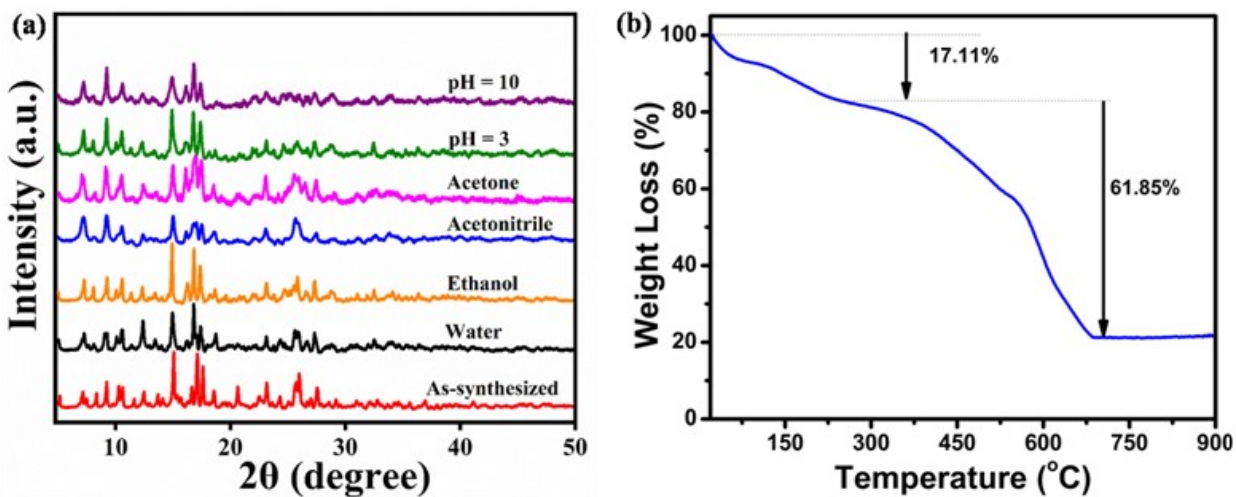 (a)
pH = 10
pH = 3
Acetone
Acetonitrile
Ethanol
Water
As-synthesized
Intensity (a.u.)
10 20 30 40 50
2θ (degree)
(b)
100
80
60
40
20
0
17.11%
61.85%
Weight Loss (%)
150 300 450 600 750 900
Temperature (°C)